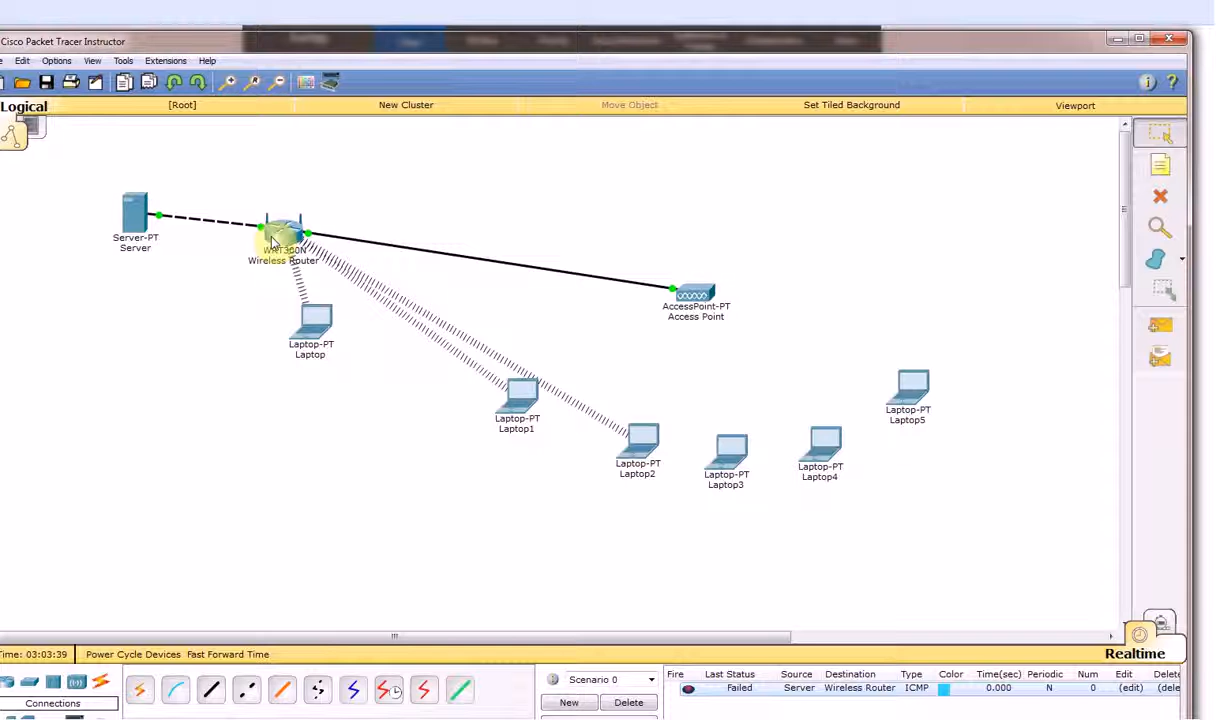 Cisco Packet Tracer Instructor
Edit Options View Tools Extensions Help
Logical [Root] New Cluster Move Object Set Tiled Background Viewport
Server-PT
Server
WRT300N
Wireless Router
AccessPoint-PT
Access Point
Laptop-PT
Laptop
Laptop-PT
Laptop1
Laptop-PT
Laptop2
Laptop-PT
Laptop3
Laptop-PT
Laptop4
Laptop-PT
Laptop5
Time: 03:03:39 Power Cycle Devices Fast Forward Time
Realtime
Connections
Scenario 0
New Delete
Fire Last Status Source Destination Type Color Time(sec) Periodic Num Edit Delete
Failed Server Wireless Router ICMP 0.000 N 0 (edit) (dele